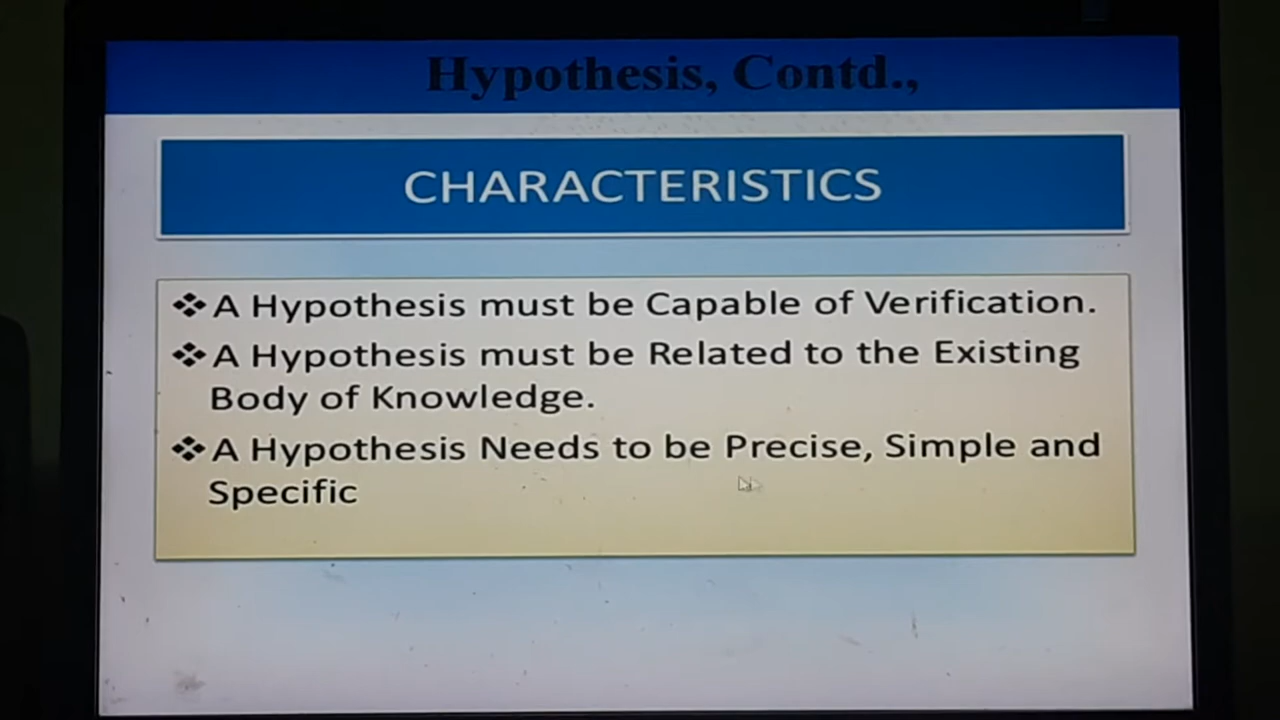 Hypothesis, Contd.,
CHARACTERISTICS
❖A Hypothesis must be Capable of Verification.
❖A Hypothesis must be Related to the Existing
Body of Knowledge.
❖A Hypothesis Needs to be Precise, Simple and
Specific